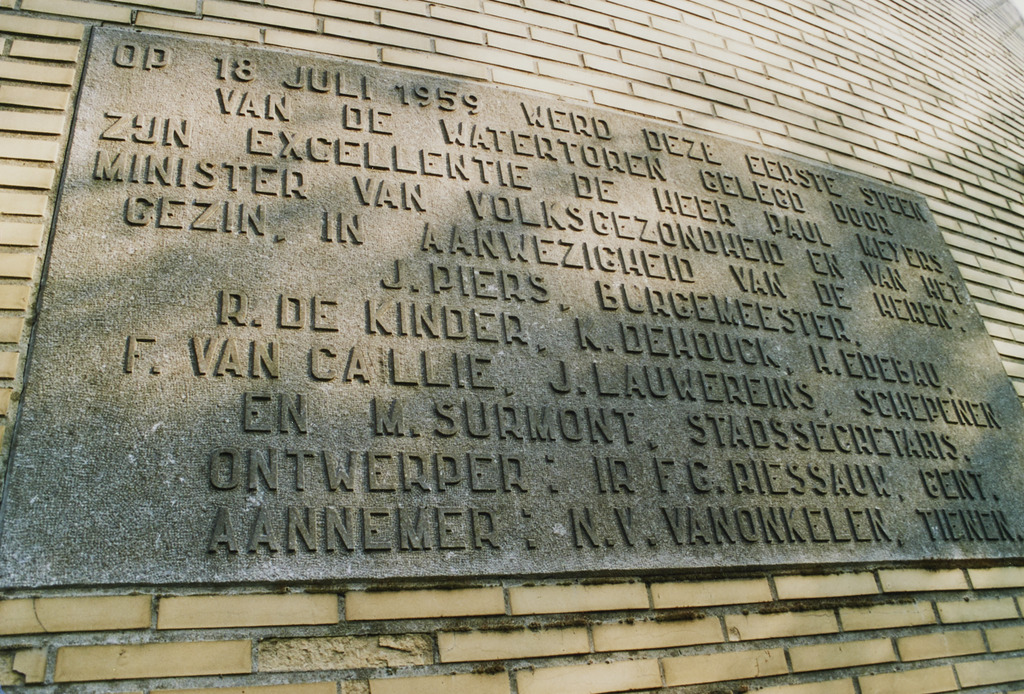 OP 18 JULI 1959 WERD DEZE EERSTE STEEN
VAN DE WATERTOREN GELEGD DOOR
ZIJN EXCELLENTIE DE HEER PAUL MEYERS
MINISTER VAN VOLKSGEZONDHEID EN VAN HET
GEZIN, IN AANWEZIGHEID VAN DE HEREN,
J. PIERS, BURGEMEESTER.
R. DE KINDER, K. DEHOUCK, H. EDEBAU,
F. VAN CAILLIE, J. LAUWEREINS, SCHEPENEN
EN M. SURMONT, STADSSECRETARIS.
ONTWERPER: IR F.G. RIESSAUW, GENT.
AANNEMER: N.V. VANONKELEN, TIENEN.